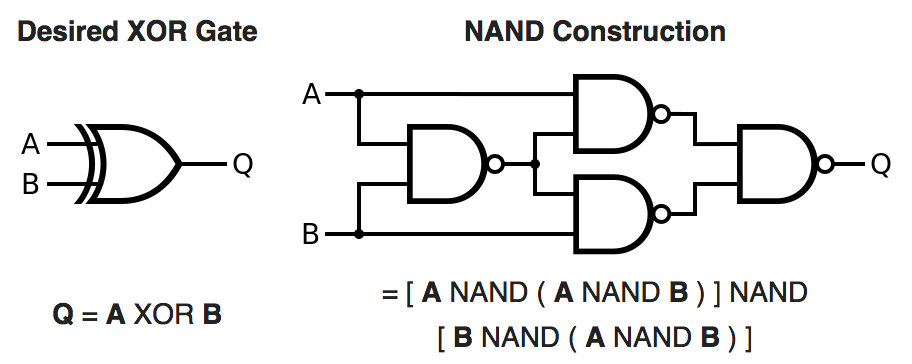 Desired XOR Gate
NAND Construction
A
B
Q
A
B
Q
Q = A XOR B
= [ A NAND ( A NAND B ) ] NAND
[ B NAND ( A NAND B ) ]